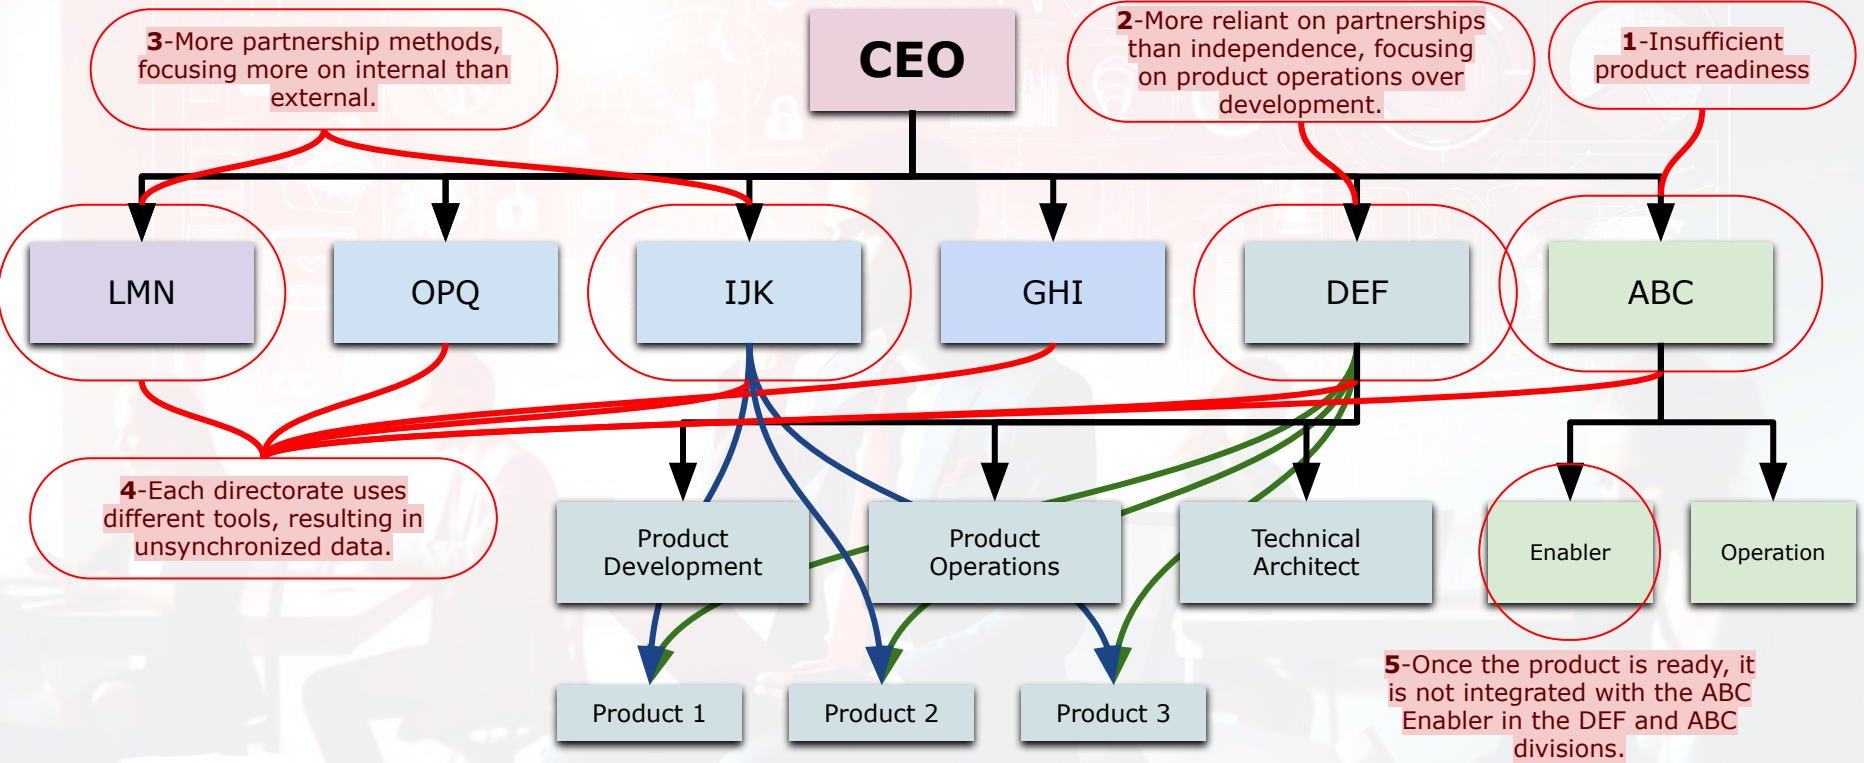 3-More partnership methods,
focusing more on internal than
external.
CEO
2-More reliant on partnerships
than independence, focusing
on product operations over
development.
1-Insufficient
product readiness
LMN
OPQ
IJK
GHI
DEF
ABC
4-Each directorate uses
different tools, resulting in
unsynchronized data.
Product
Development
Product
Operations
Technical
Architect
Enabler
Operation
Product 1
Product 2
Product 3
5-Once the product is ready, it
is not integrated with the ABC
Enabler in the DEF and ABC
divisions.